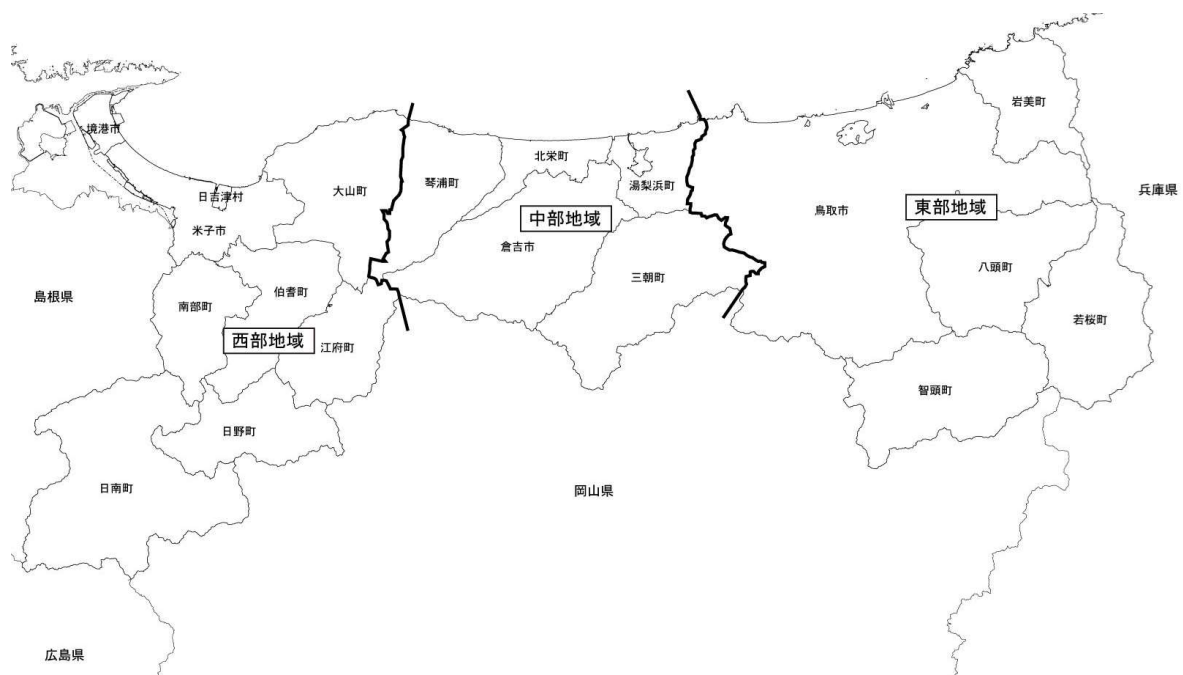 岩美町
境港市
北栄町
琴浦町
湯梨浜町
大山町
兵庫県
日吉津村
東部地域
鳥取市
中部地域
米子市
倉吉市
八頭町
三朝町
伯耆町
島根県
南部町
若桜町
西部地域
江府町
智頭町
日野町
日南町
岡山県
広島県